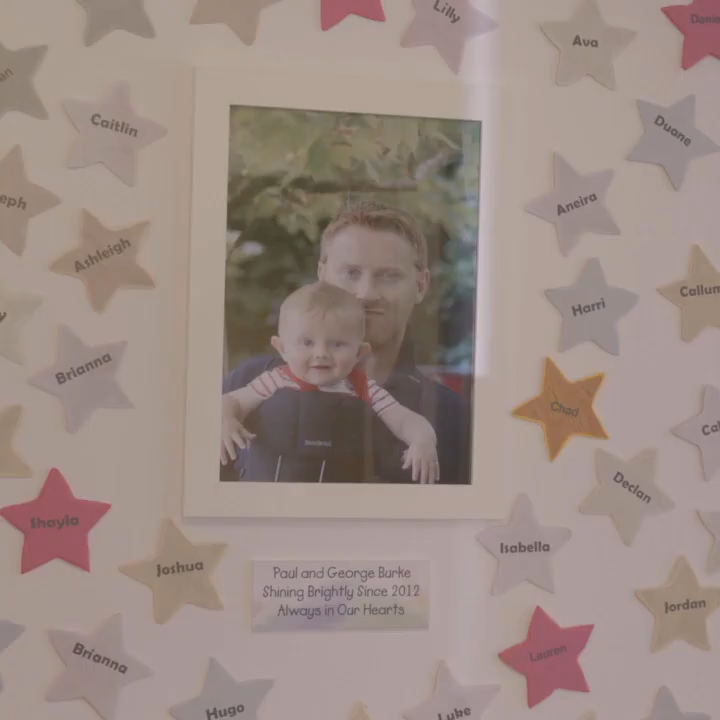 Lilly
Ava
Caitlin
Duane
Aneira
Ashleigh
Harri
Callum
Brianna
Chad
Declan
Shayla
Isabella
Joshua
Paul and George Burke
Shining Brightly Since 2012
Always in Our Hearts
Jordan
Lauren
Brianna
Hugo
Luke